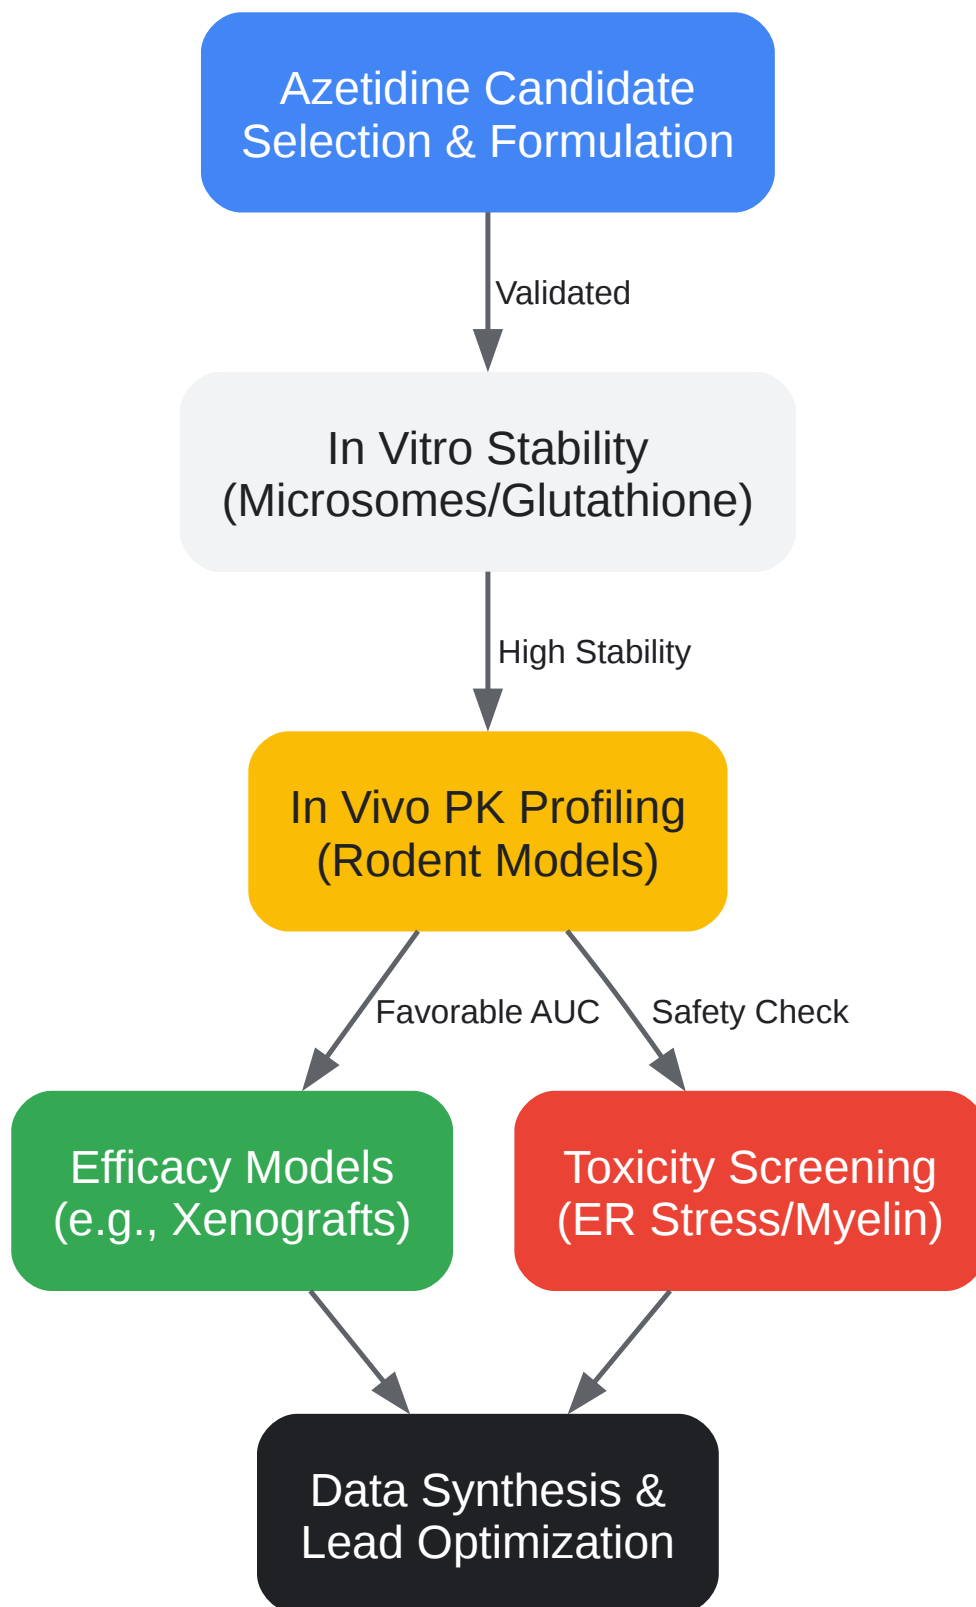 Azetidine Candidate
Selection & Formulation
Validated
In Vitro Stability
(Microsomes/Glutathione)
High Stability
In Vivo PK Profiling
(Rodent Models)
Favorable AUC
Safety Check
Efficacy Models
(e.g., Xenografts)
Toxicity Screening
(ER Stress/Myelin)
Data Synthesis &
Lead Optimization